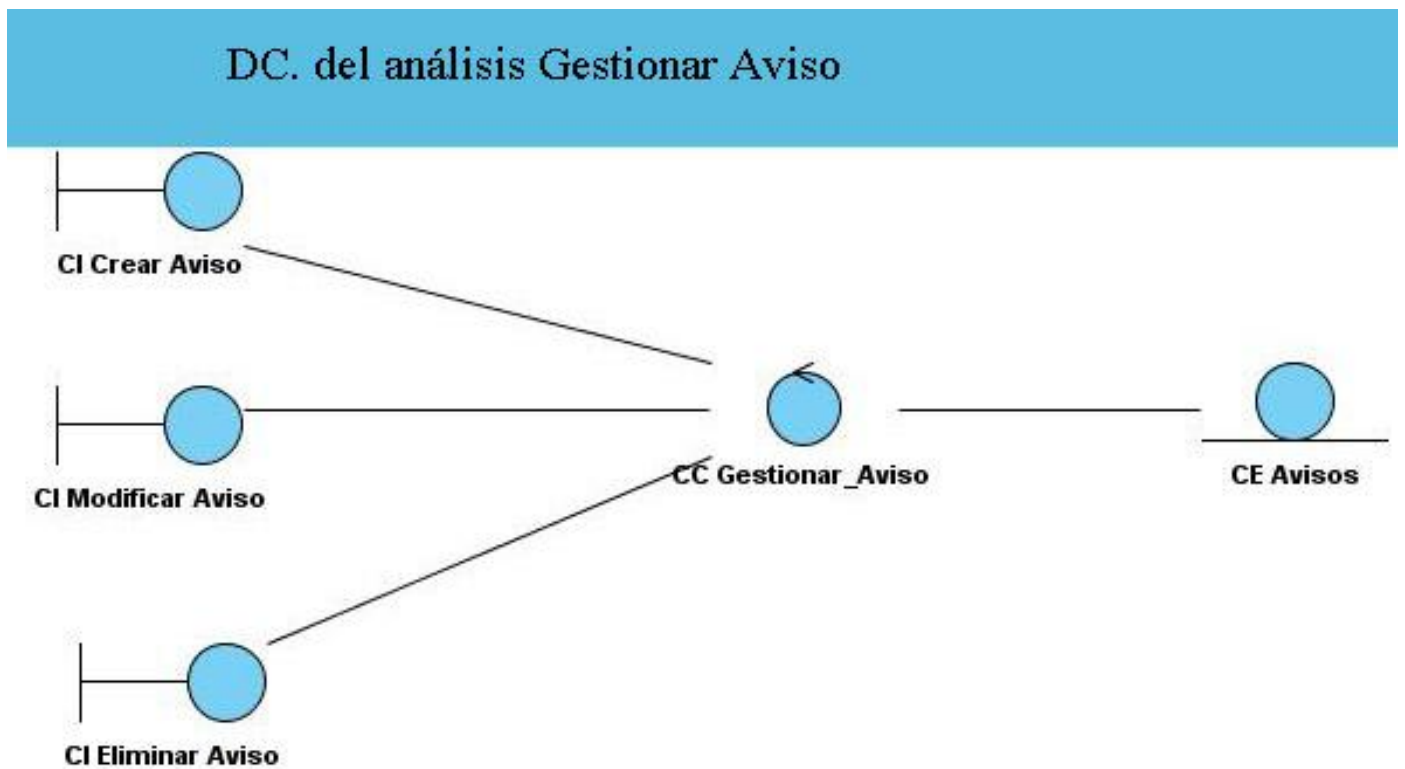 DC. del análisis Gestionar Aviso
CI Crear Aviso
CI Modificar Aviso
CC Gestionar_Aviso
CE Avisos
CI Eliminar Aviso